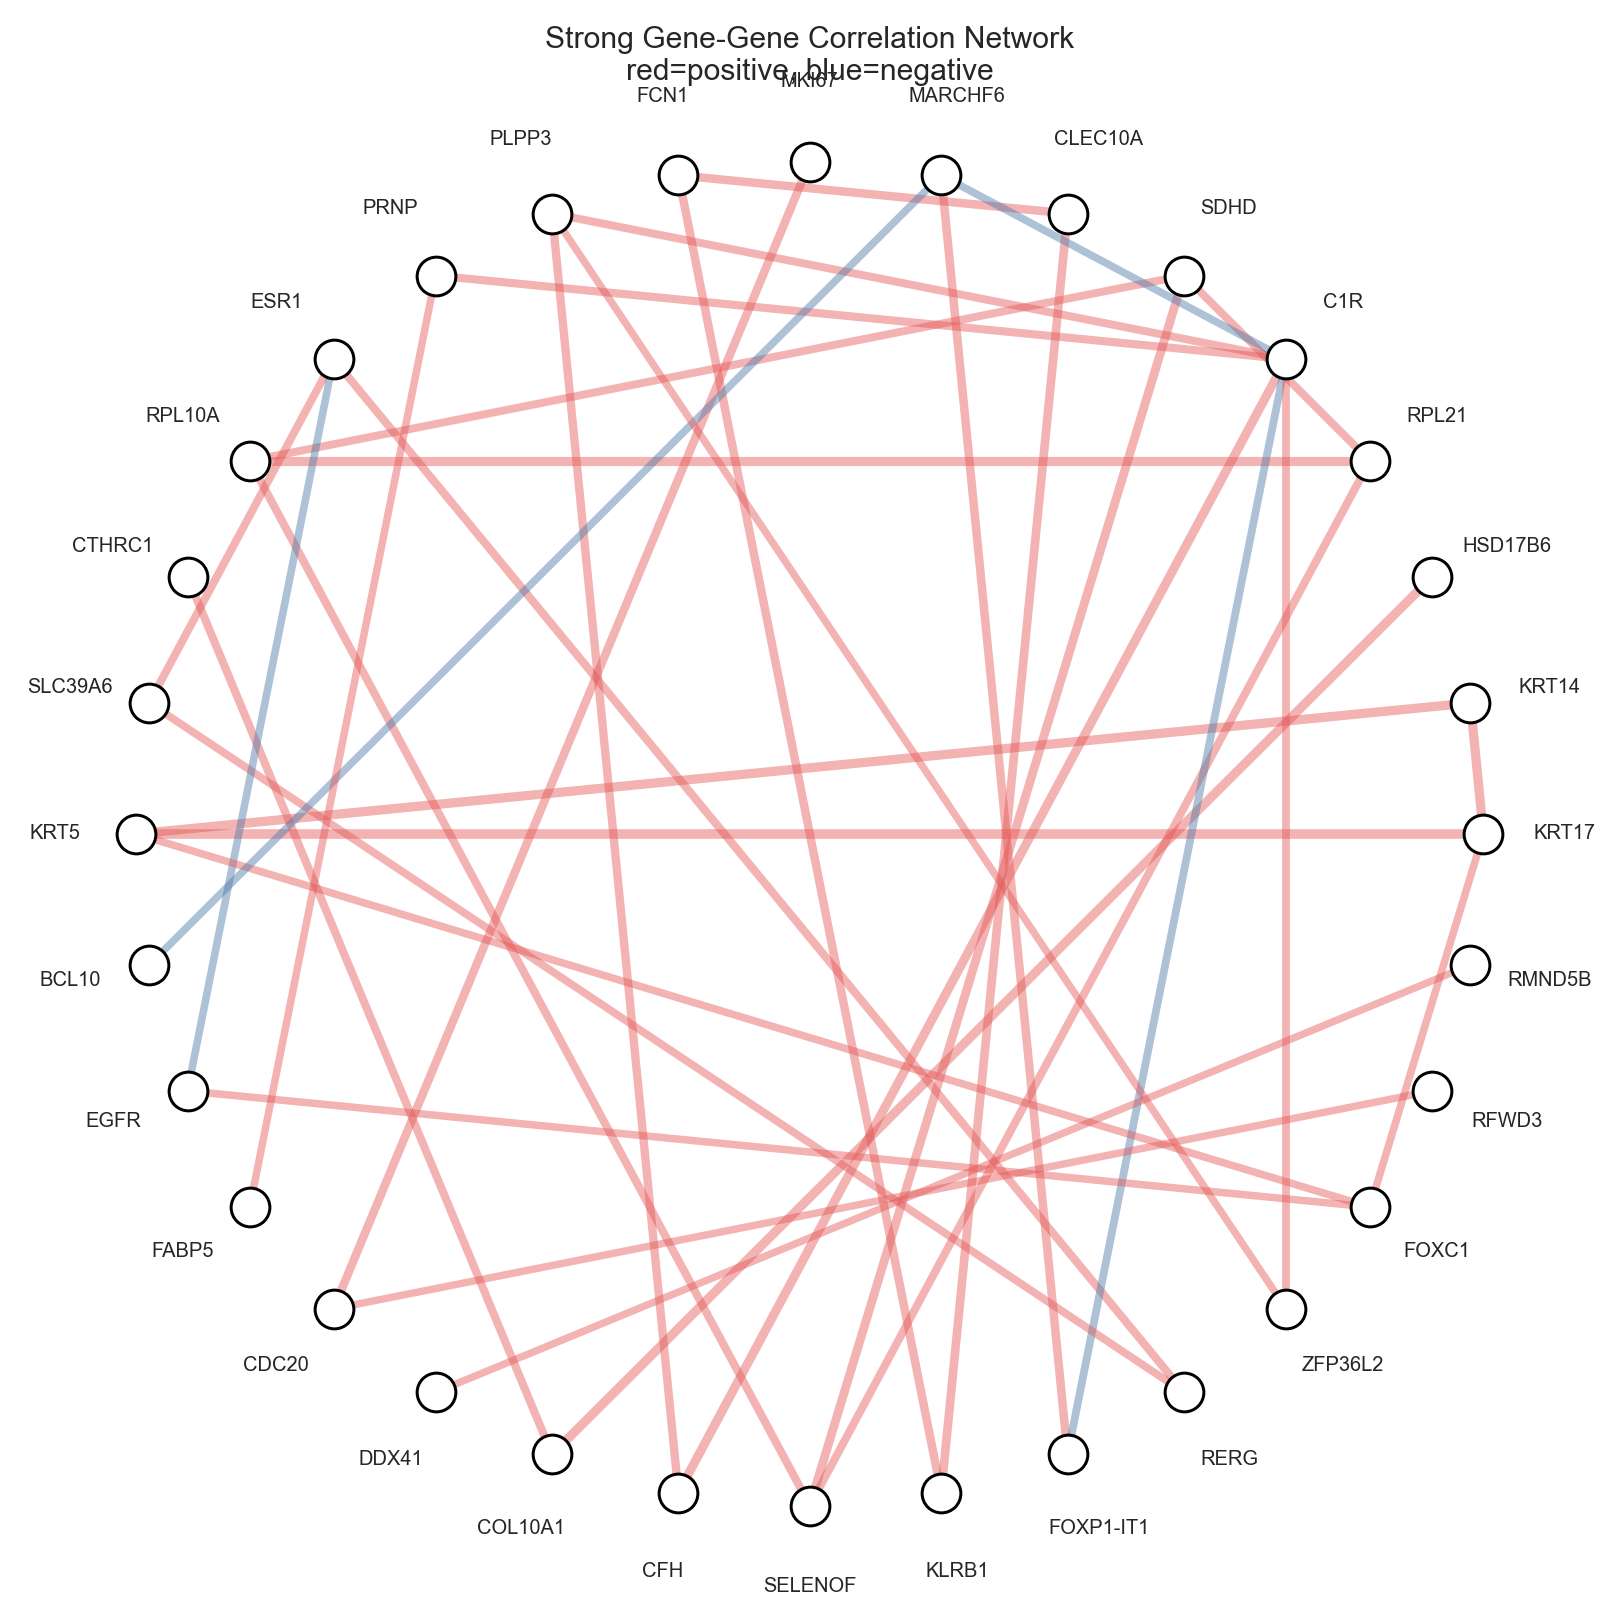 Strong Gene-Gene Correlation Network
red=positive, blue=negative
MKI67
FCN1
MARCHF6
PLPP3
CLEC10A
PRNP
SDHD
ESR1
C1R
RPL10A
RPL21
CTHRC1
HSD17B6
SLC39A6
KRT14
KRT5
KRT17
BCL10
RMND5B
EGFR
RFWD3
FABP5
FOXC1
CDC20
ZFP36L2
DDX41
RERG
COL10A1
FOXP1-IT1
CFH
KLRB1
SELENOF